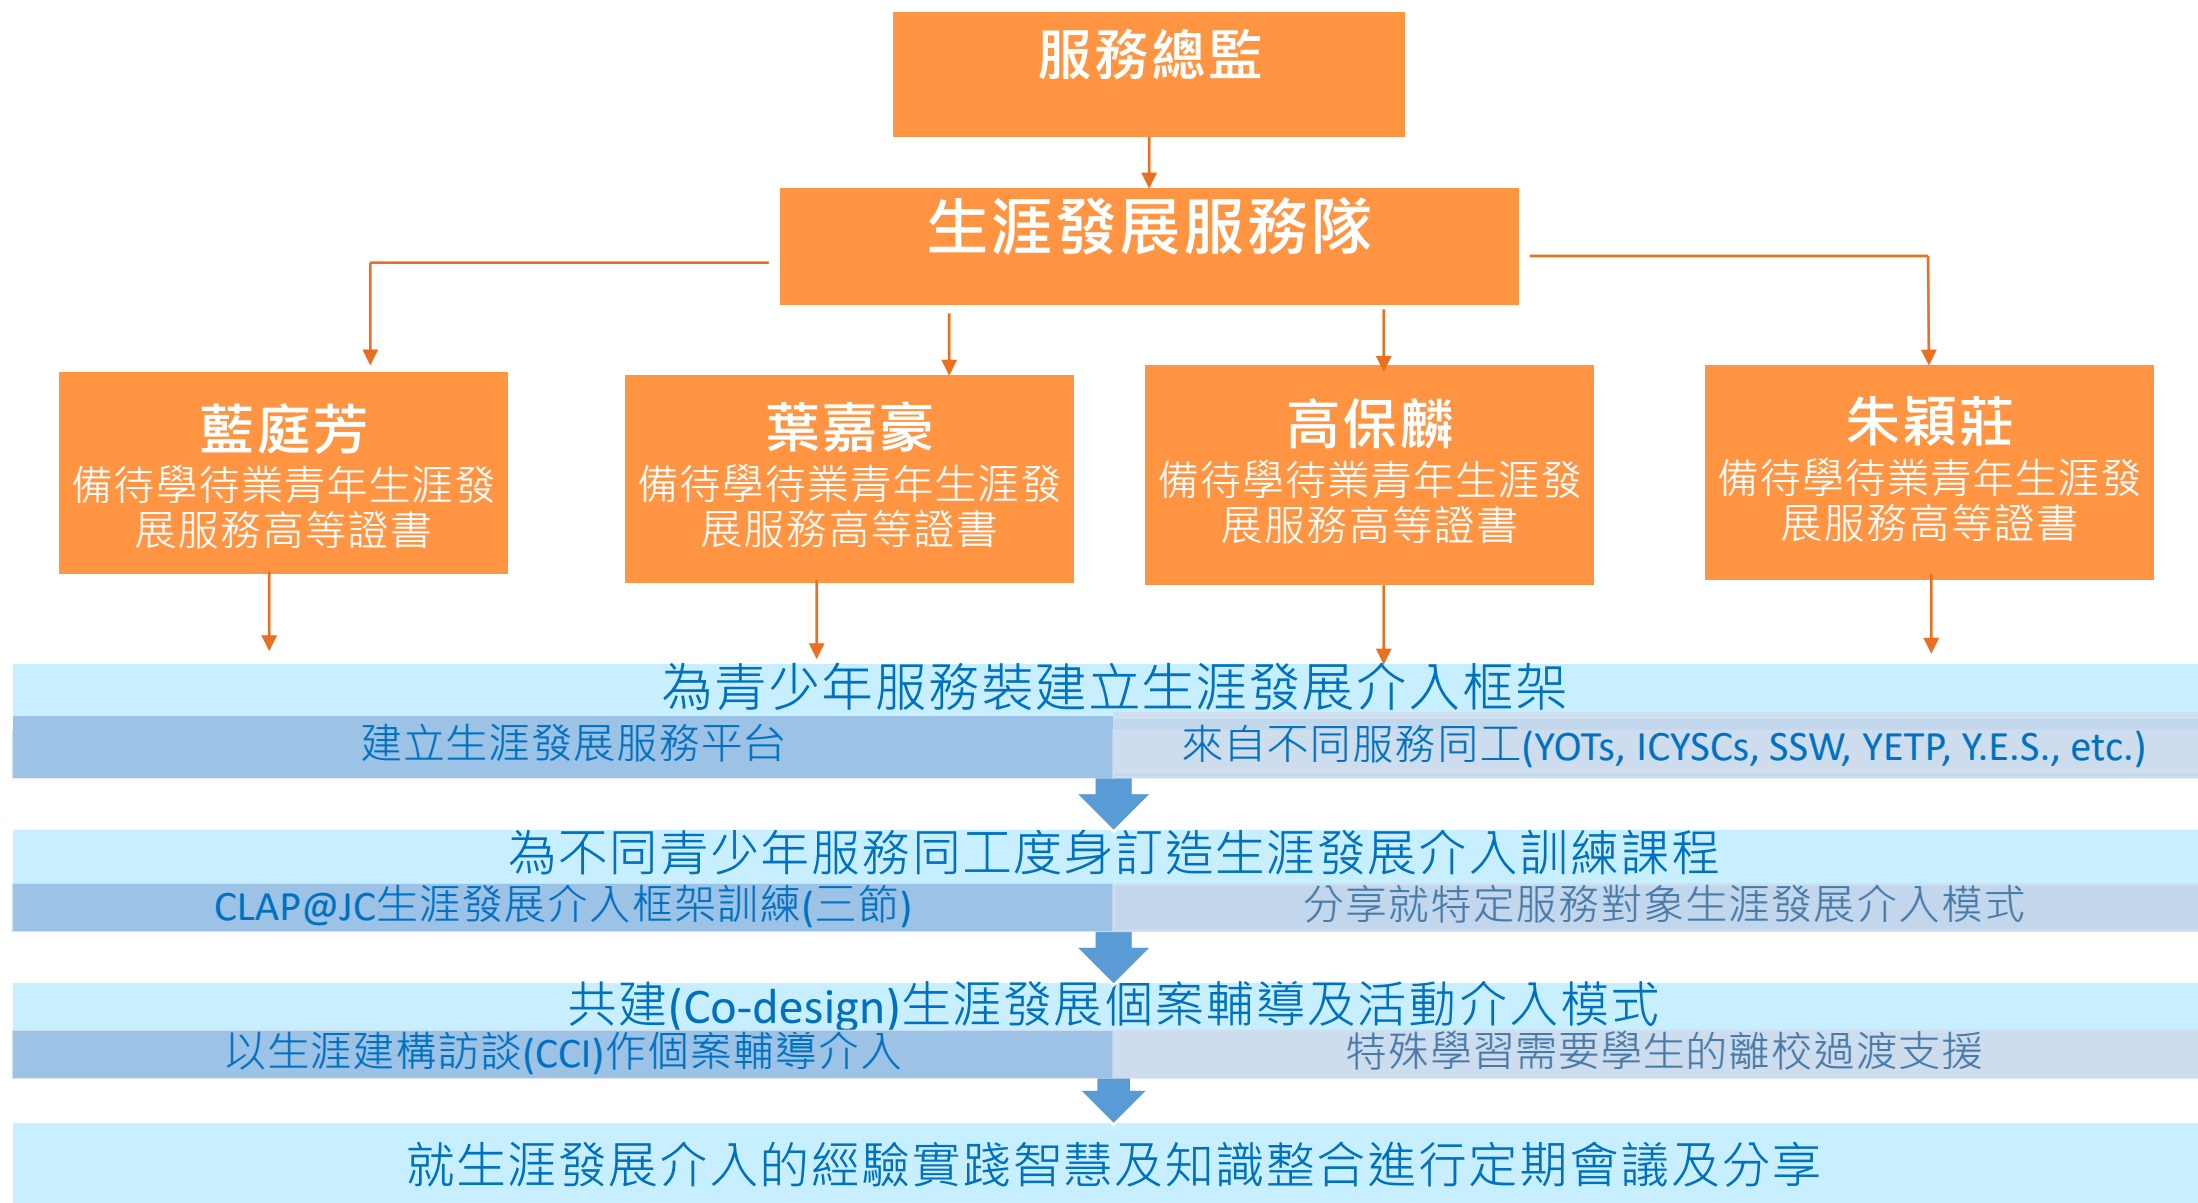 服務總監
生涯發展服務隊
藍庭芳
備待學待業青年生涯發
展服務高等證書
葉嘉豪
備待學待業青年生涯發
展服務高等證書
高保麟
備待學待業青年生涯發
展服務高等證書
朱穎莊
備待學待業青年生涯發
展服務高等證書
為青少年服務裝建立生涯發展介入框架
建立生涯發展服務平台
來自不同服務同工(YOTs, ICYSCs, SSW, YETP, Y.E.S., etc.)
為不同青少年服務同工度身訂造生涯發展介入訓練課程
CLAP@JC生涯發展介入框架訓練(三節)
分享就特定服務對象生涯發展介入模式
共建(Co-design)生涯發展個案輔導及活動介入模式
以生涯建構訪談(CCI)作個案輔導介入
特殊學習需要學生的離校過渡支援
就生涯發展介入的經驗實踐智慧及知識整合進行定期會議及分享